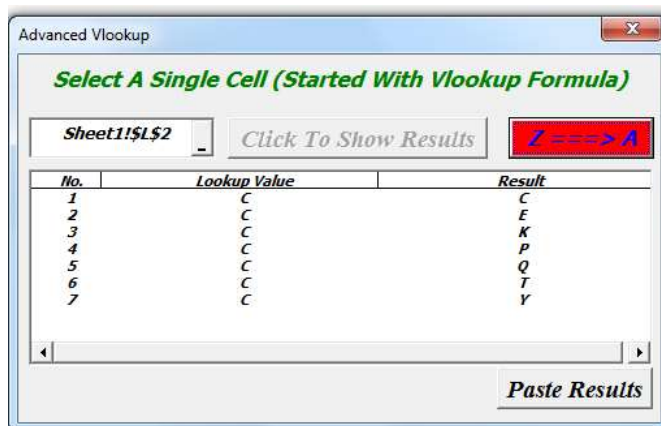 Advanced Vlookup
x
Select A Single Cell (Started With Vlookup Formula)
Sheet1!$L$2 _ Click To Show Results Z ===> A
No. Lookup Value Result
1 C C
2 C E
3 C K
4 C P
5 C Q
6 C T
7 C Y
Paste Results